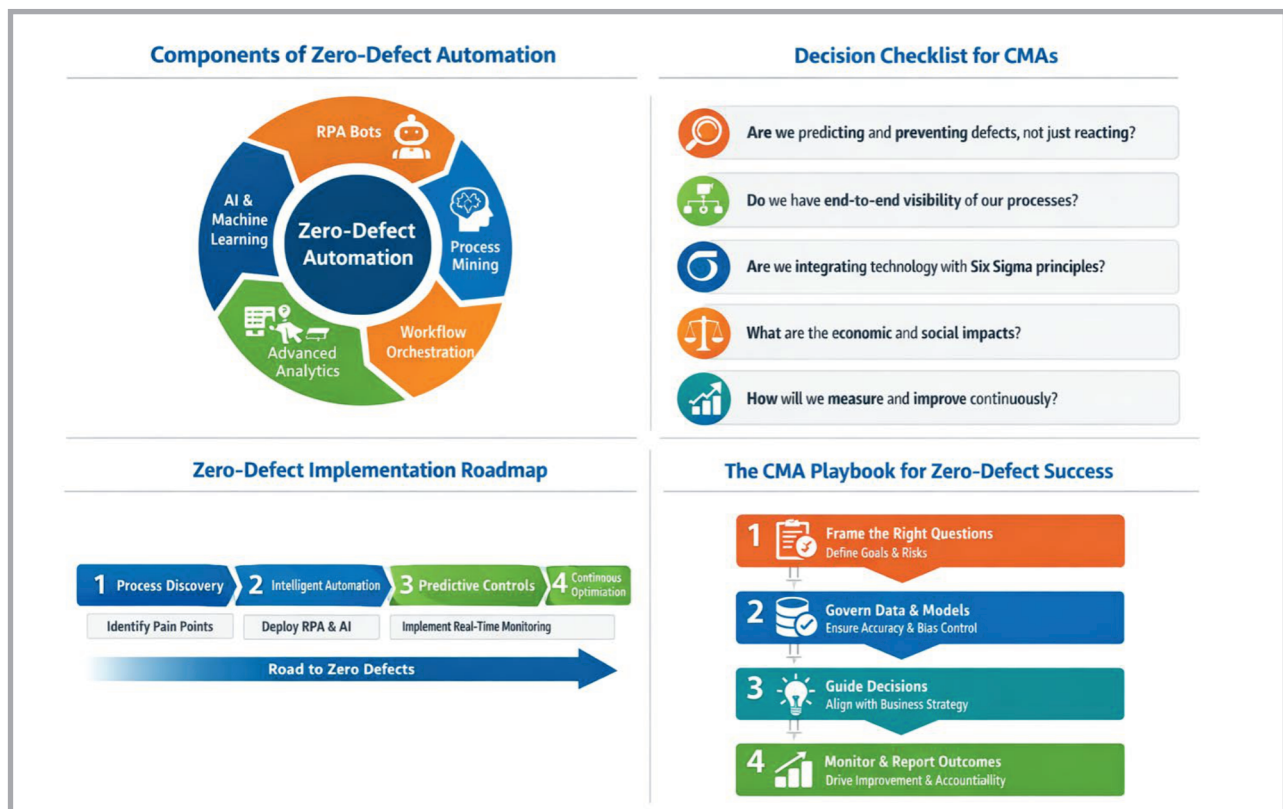 Components of Zero-Defect Automation
RPA Bots
AI &
Machine
Learning
Zero-Defect
Automation
Process
Mining
Workflow
Orchestration
Advanced
Analytics
Decision Checklist for CMAs
Are we predicting and preventing defects, not just reacting?
Do we have end-to-end visibility of our processes?
Are we integrating technology with Six Sigma principles?
What are the economic and social impacts?
How will we measure and improve continuously?
Zero-Defect Implementation Roadmap
1 Process Discovery
2 Intelligent Automation
3 Predictive Controls
4 Continuous
Optimiation
Identify Pain Points
Deploy RPA & AI
Implement Real-Time Monitoring
Road to Zero Defects
The CMA Playbook for Zero-Defect Success
1 Frame the Right Questions
Define Goals & Risks
2 Govern Data & Models
Ensure Accuracy & Bias Control
3 Guide Decisions
Align with Business Strategy
4 Monitor & Report Outcomes
Drive Improvement & Accountiallity